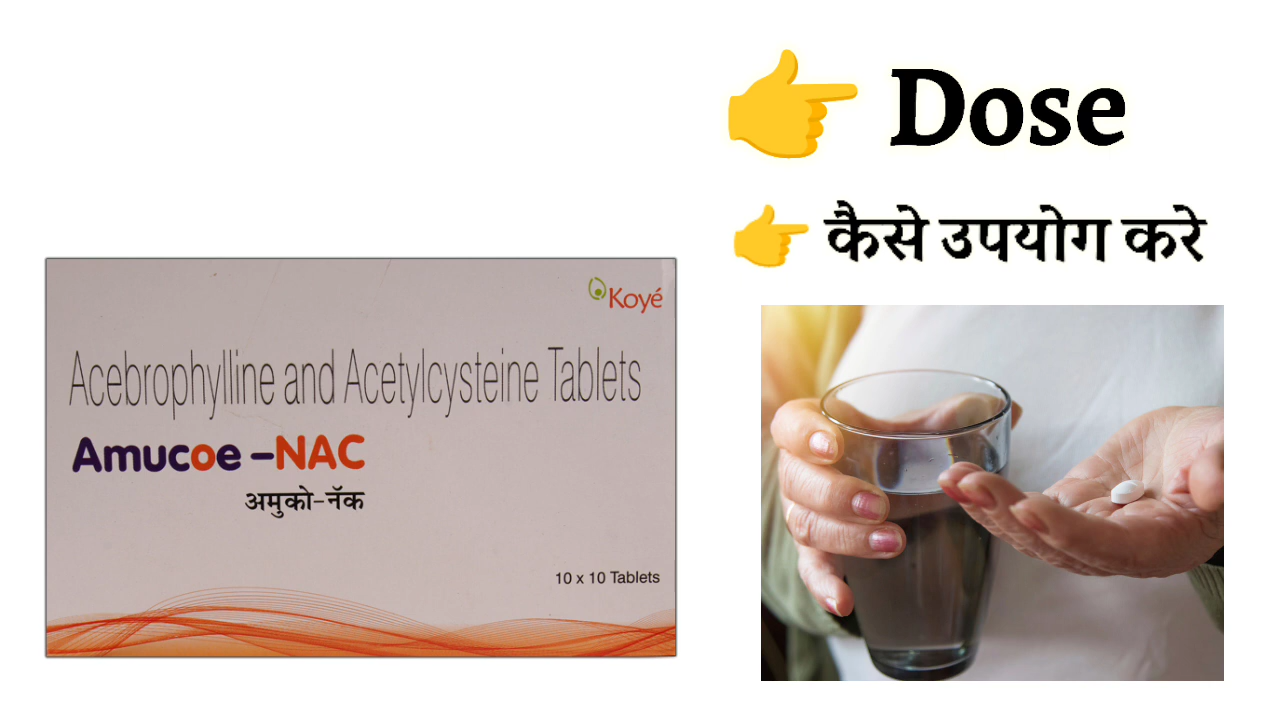 Dose
कैसे उपयोग करे
Koyé
Acebrophylline and Acetylcysteine Tablets
Amucoe-NAC
अमुको-नॅक
10 x 10 Tablets